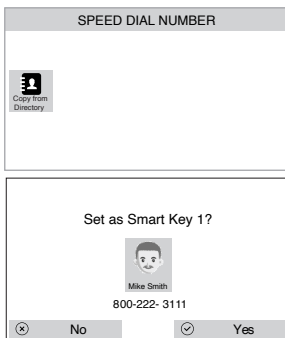 SPEED DIAL NUMBER
Copy from
Directory
Set as Smart Key 1?
Mike Smith
800-222- 3111
No
Yes